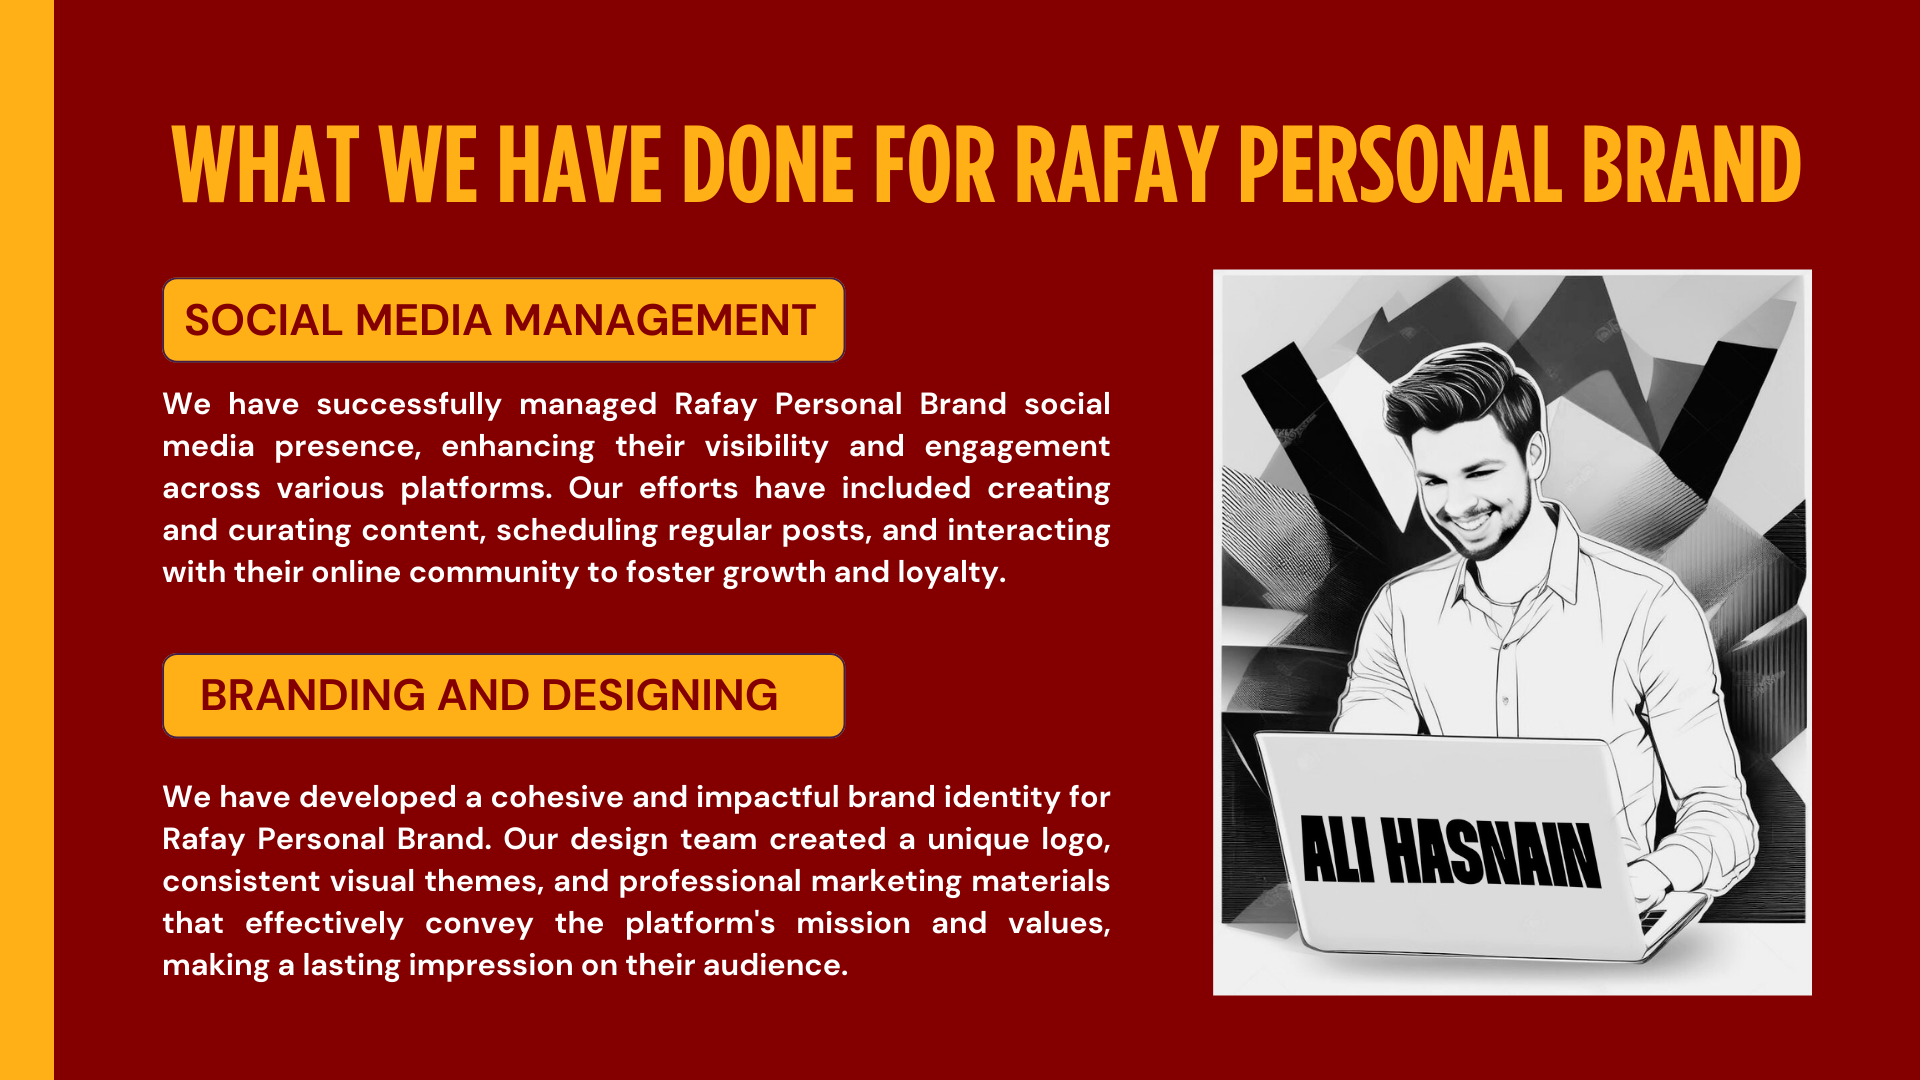 WHAT WE HAVE DONE FOR RAFAY PERSONAL BRAND
SOCIAL MEDIA MANAGEMENT
We have successfully managed Rafay Personal Brand social
media presence, enhancing their visibility and engagement
across various platforms. Our efforts have included creating
and curating content, scheduling regular posts, and interacting
with their online community to foster growth and loyalty.
BRANDING AND DESIGNING
We have developed a cohesive and impactful brand identity for
Rafay Personal Brand. Our design team created a unique logo,
consistent visual themes, and professional marketing materials
that effectively convey the platform's mission and values,
making a lasting impression on their audience.
ALI HASNAIN